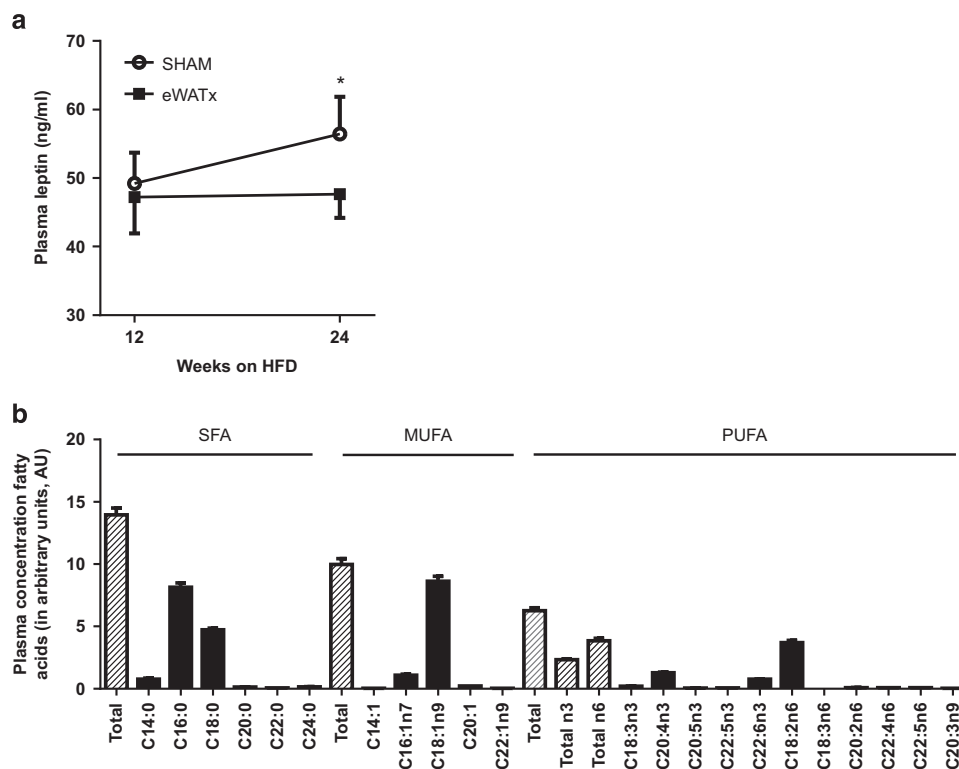 a
70
60
50
40
30
Plasma leptin (ng/ml)
SHAM
eWATx
*
12
24
Weeks on HFD
b
20
15
10
5
0
Plasma concentration fatty
acids (in arbitrary units, AU)
SFA
MUFA
PUFA
Total
C14:0
C16:0
C18:0
C20:0
C22:0
C24:0
Total
C14:1
C16:1n7
C18:1n9
C20:1
C22:1n9
Total
Total n3
Total n6
C18:3n3
C20:4n3
C20:5n3
C22:5n3
C22:6n3
C18:2n6
C18:3n6
C20:2n6
C22:4n6
C22:5n6
C20:3n9